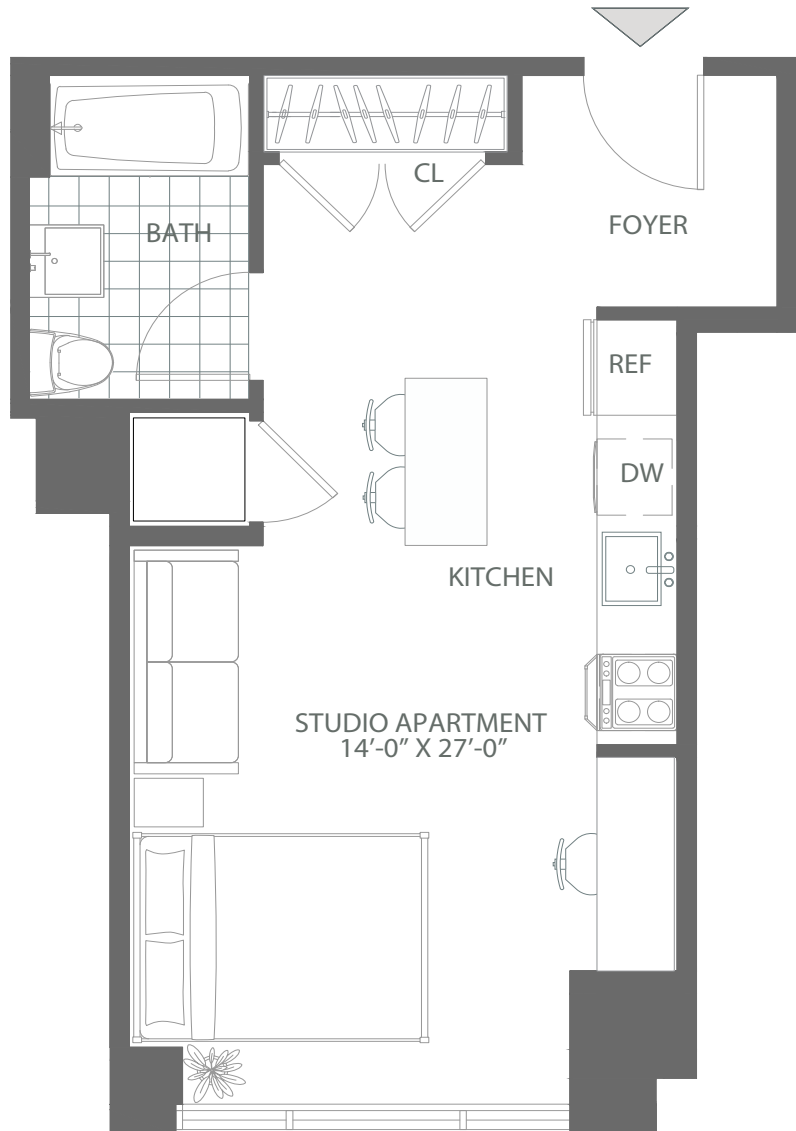 CL
BATH
FOYER
REF
DW
KITCHEN
STUDIO APARTMENT
14’-0” X 27’-0”